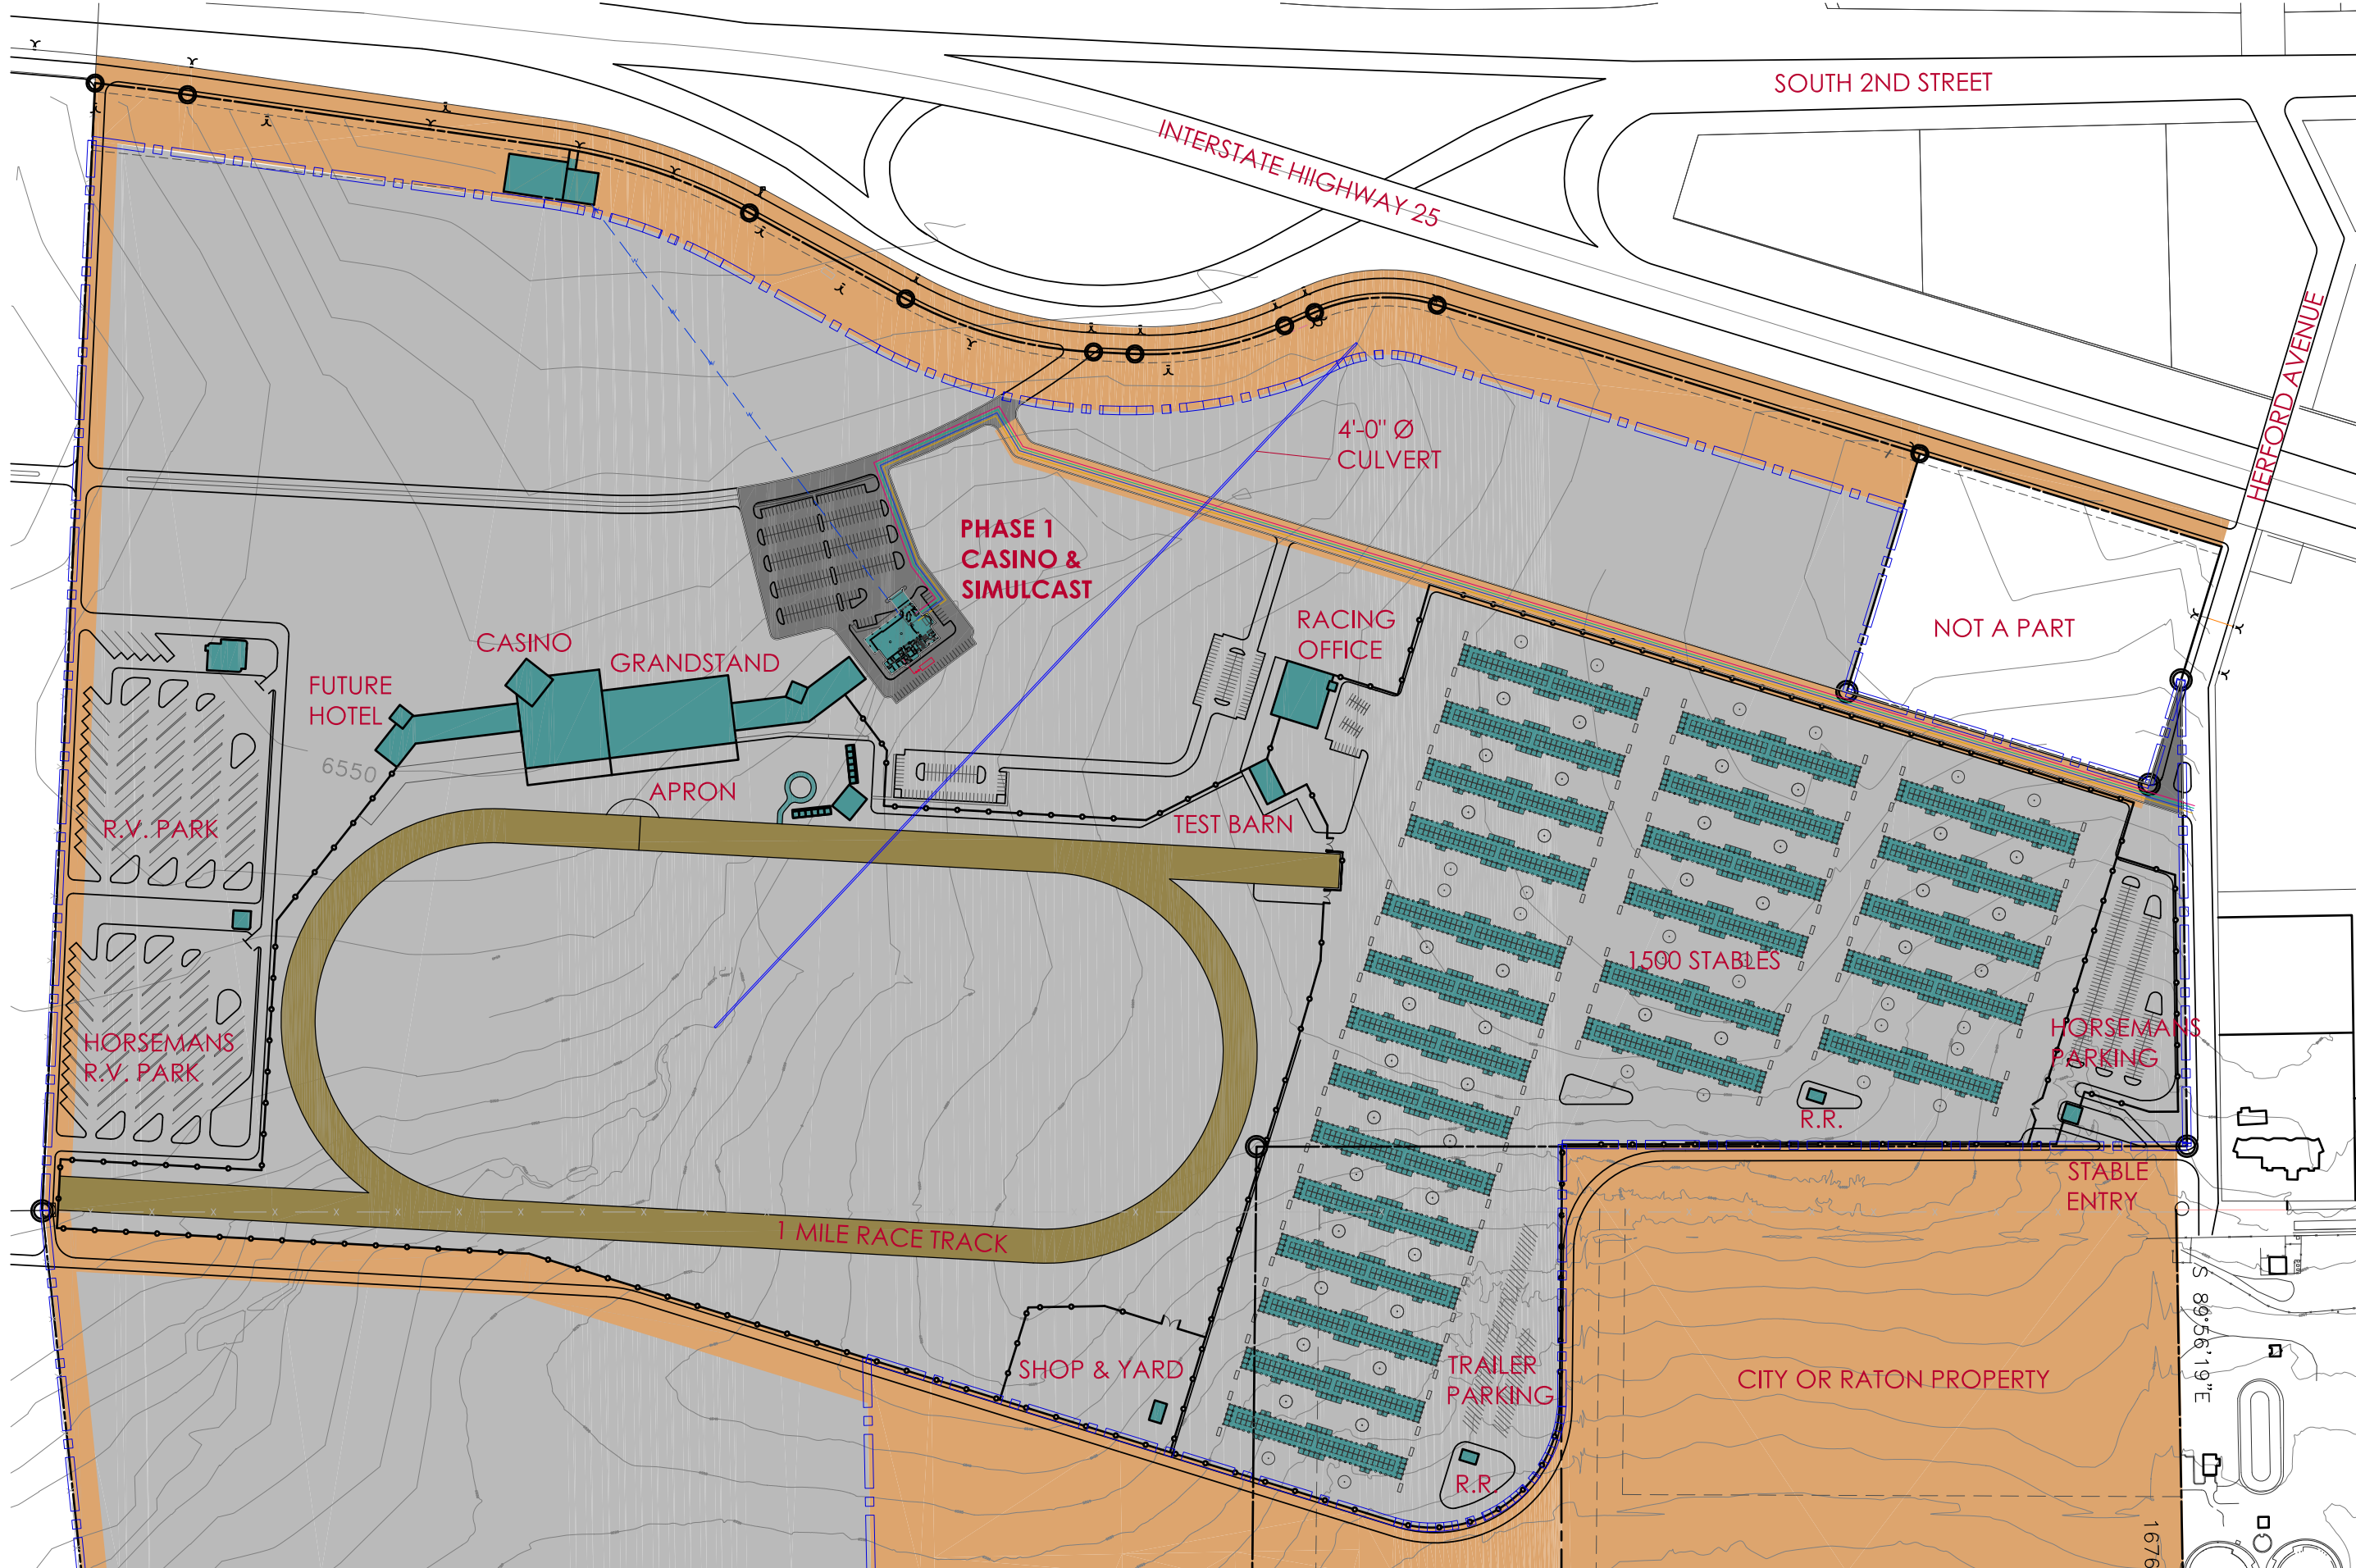 SOUTH 2ND STREET
INTERSTATE HIIGHWAY 25
HERFORD AVENUE
4'-0" Ø
CULVERT
PHASE 1
CASINO &
SIMULCAST
RACING
OFFICE
NOT A PART
CASINO
GRANDSTAND
FUTURE
HOTEL
6550
APRON
R.V. PARK
TEST BARN
1500 STABLES
HORSEMANS
R.V. PARK
HORSEMANS
PARKING
R.R.
STABLE
ENTRY
1 MILE RACE TRACK
SHOP & YARD
TRAILER
PARKING
CITY OR RATON PROPERTY
R.R.
S 89°56'19"E
1676